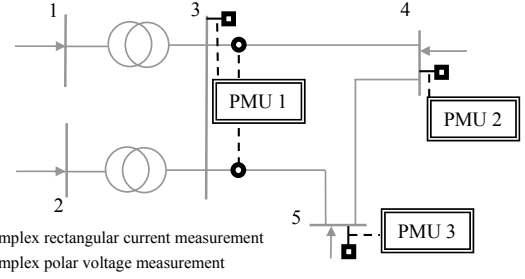 1
3
4
PMU 1
PMU 2
2
5
PMU 3
mplex rectangular current measurement
mplex polar voltage measurement